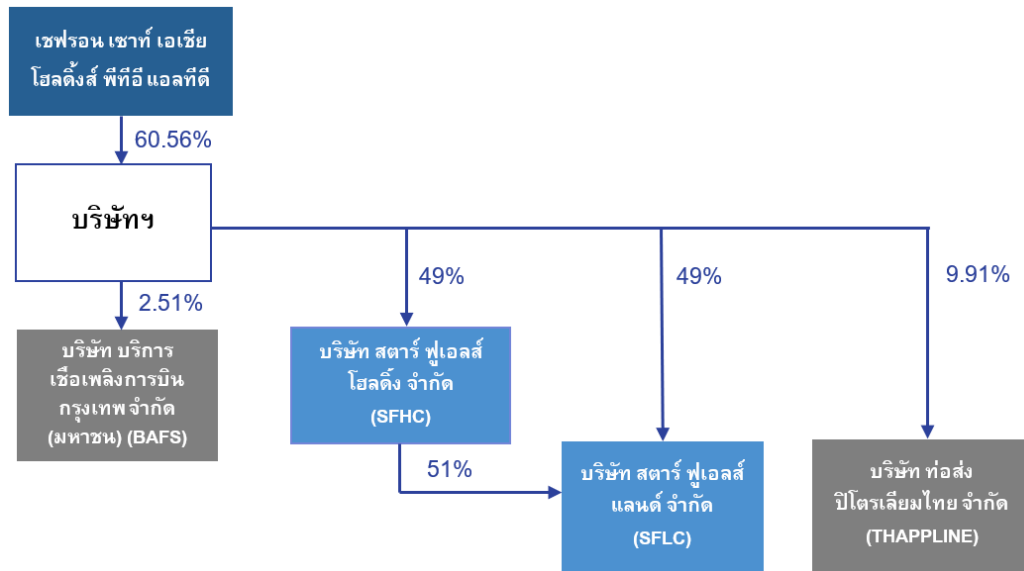 เชฟรอน เซาท์ เอเชีย
โฮลดิ้งส์ พีทีอี แอลทีดี
60.56%
บริษัทฯ
2.51%
49%
49%
9.91%
บริษัท บริการ
เชื้อเพลิงการบิน
กรุงเทพ จำกัด
(มหาชน) (BAFS)
บริษัท สตาร์ ฟูเอลส์
โฮลดิ้ง จำกัด
(SFHC)
51%
บริษัท สตาร์ ฟูเอลส์
แลนด์ จำกัด
(SFLC)
บริษัท ท่อส่ง
ปิโตรเลียมไทย จำกัด
(THAPPLINE)